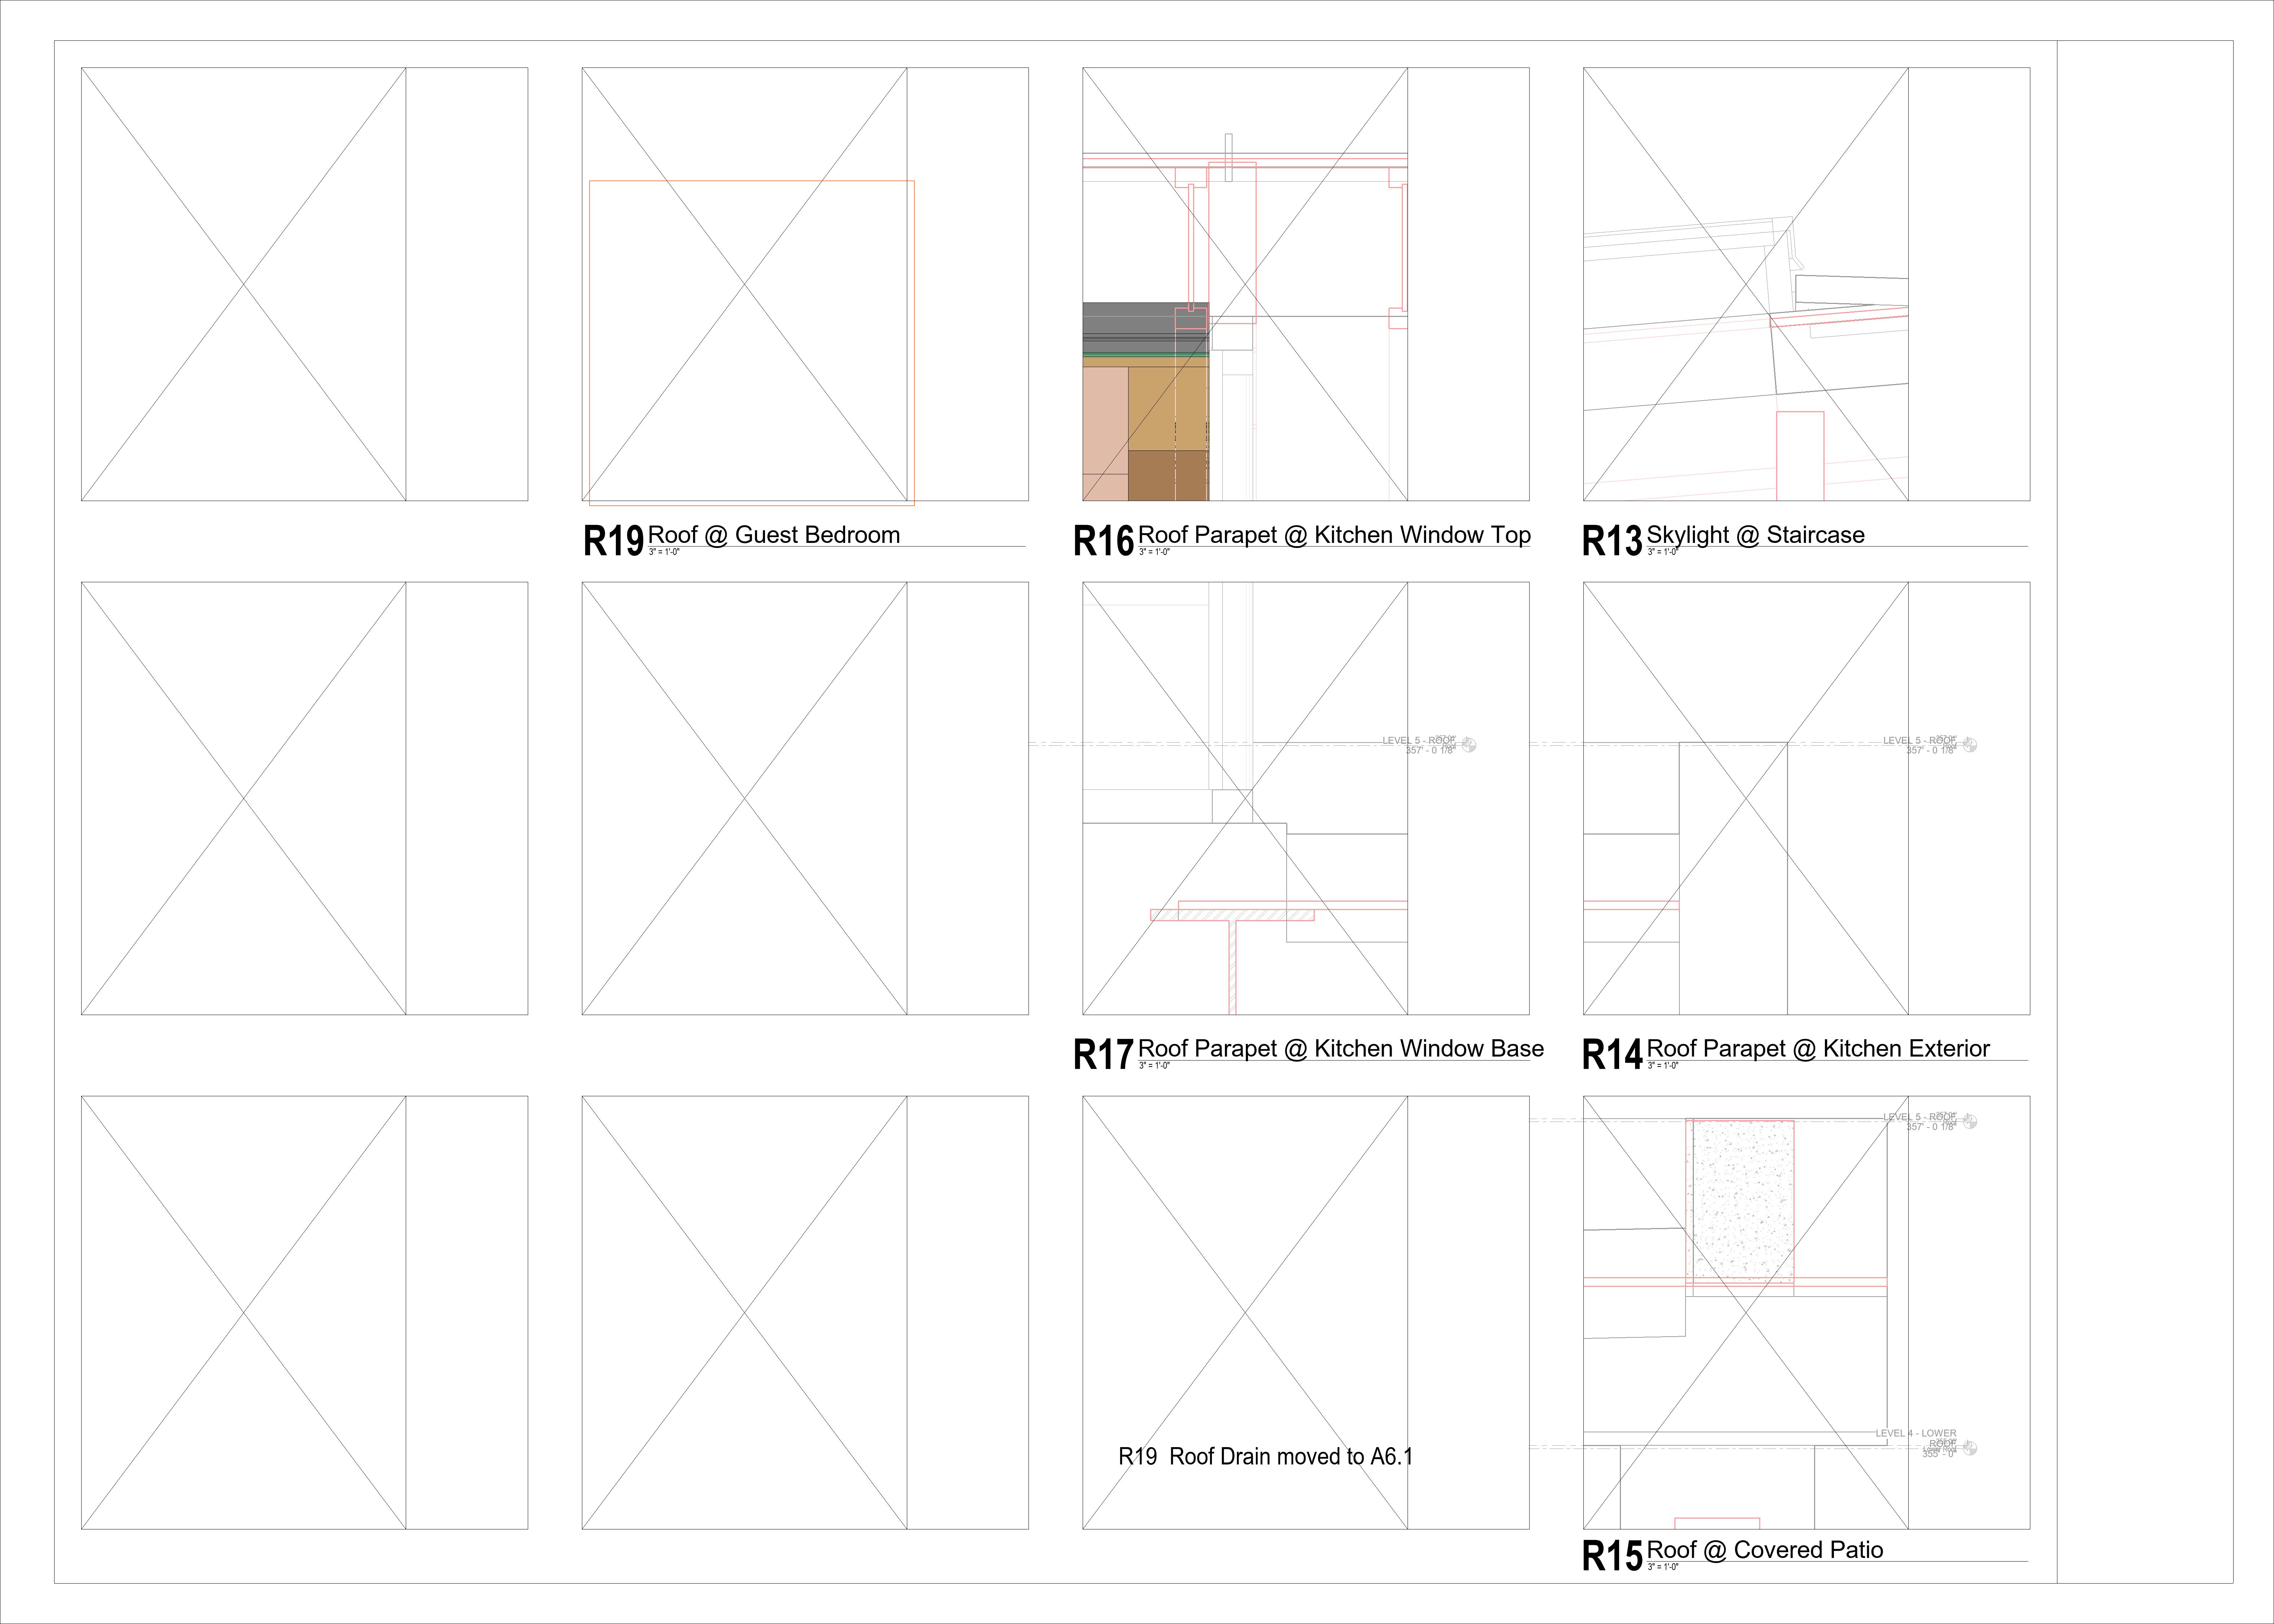 R19 Roof @ Guest Bedroom
3" = 1'-0"
R16 Roof Parapet @ Kitchen Window Top
3" = 1'-0"
R13 Skylight @ Staircase
3" = 1'-0"
LEVEL 5 - ROOF
357' - 0 1/8"
LEVEL 5 - ROOF
357' - 0 1/8"
R17 Roof Parapet @ Kitchen Window Base
3" = 1'-0"
R14 Roof Parapet @ Kitchen Exterior
3" = 1'-0"
LEVEL 5 - ROOF
357' - 0 1/8"
R19 Roof Drain moved to A6.1
LEVEL 4 - LOWER
ROOF
355' - 0"
R15 Roof @ Covered Patio
3" = 1'-0"